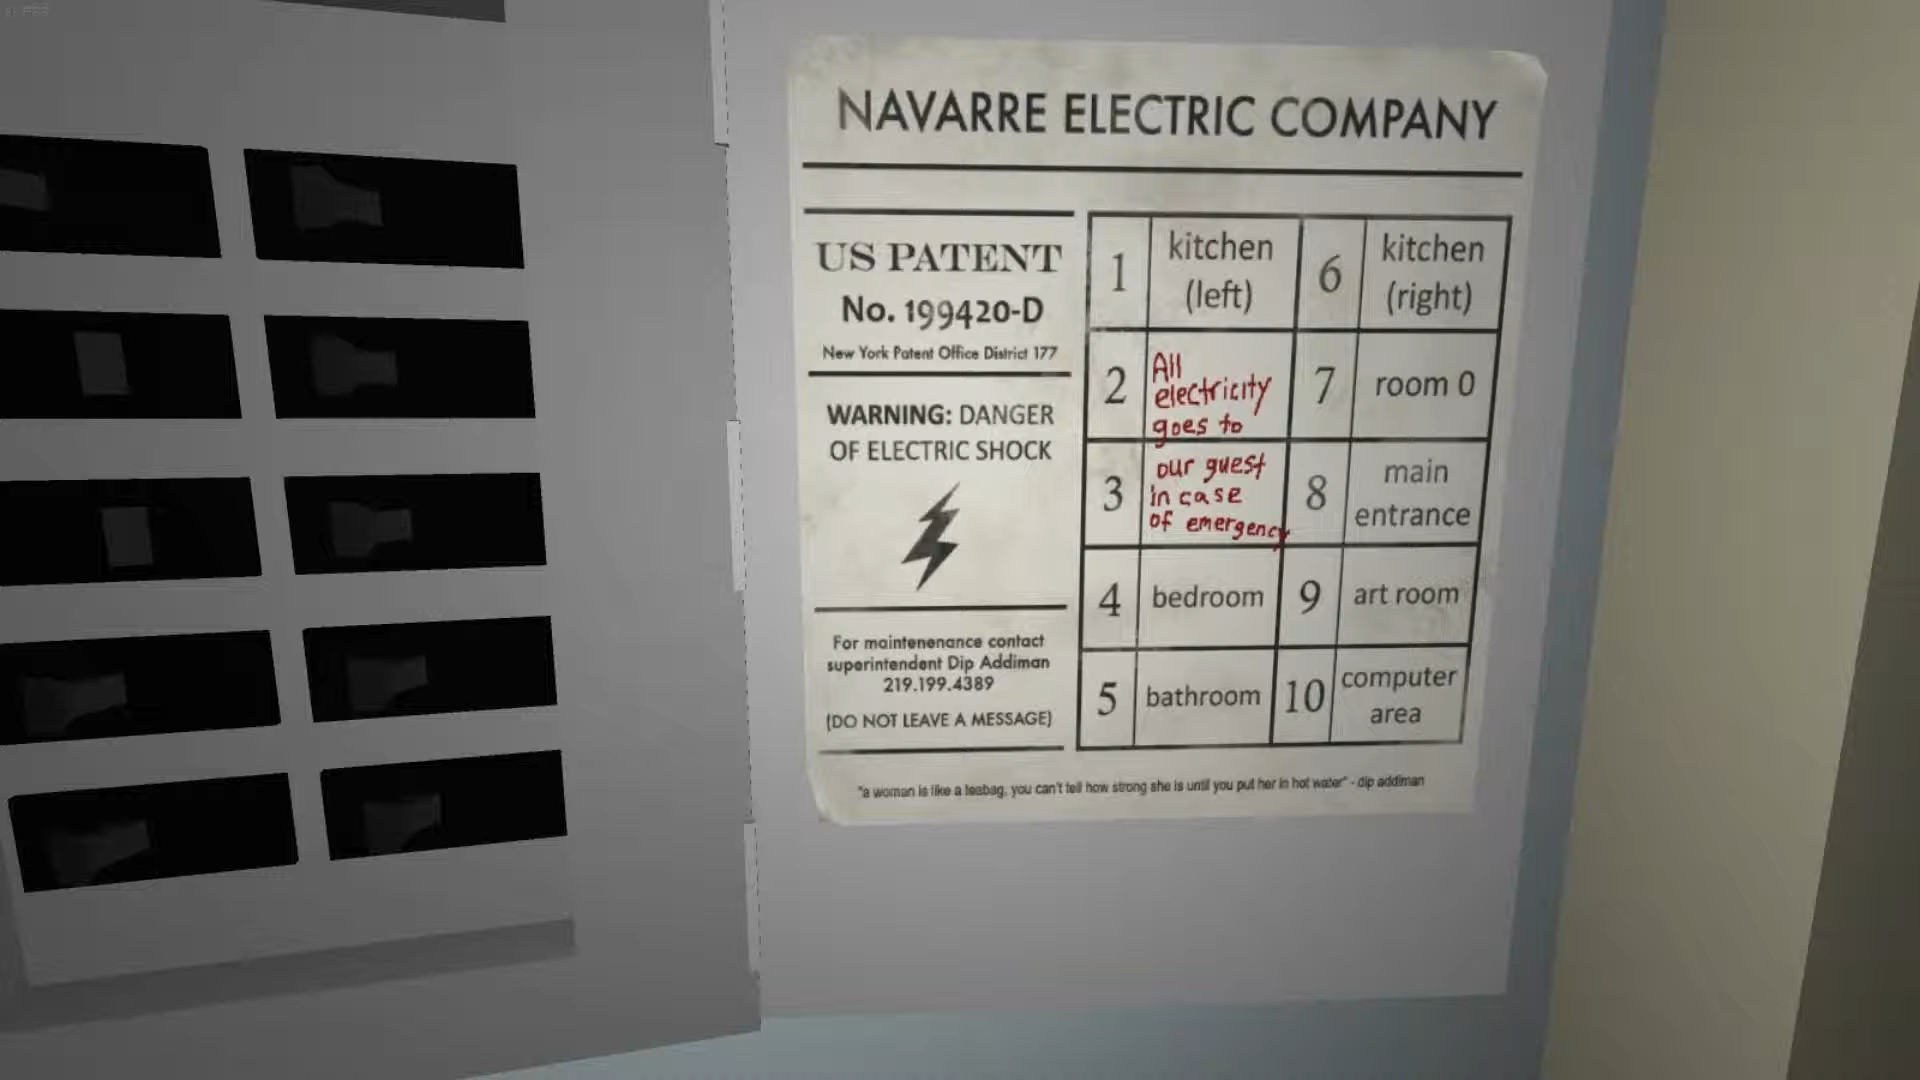 NAVARRE ELECTRIC COMPANY
US PATENT
No. 199420-D
New York Patent Office District 177
WARNING: DANGER
OF ELECTRIC SHOCK
For maintenenance contact
superintendent Dip Addiman
219.199.4389
(DO NOT LEAVE A MESSAGE)
1
kitchen
(left)
6
kitchen
(right)
2
All
electricity
goes to
7
room 0
3
our guest
in case
of emergency
8
main
entrance
4
bedroom
9
art room
5
bathroom
10
computer
area
"a woman is like a teabag, you can't tell how strong she is until you put her in hot water" - dip addiman